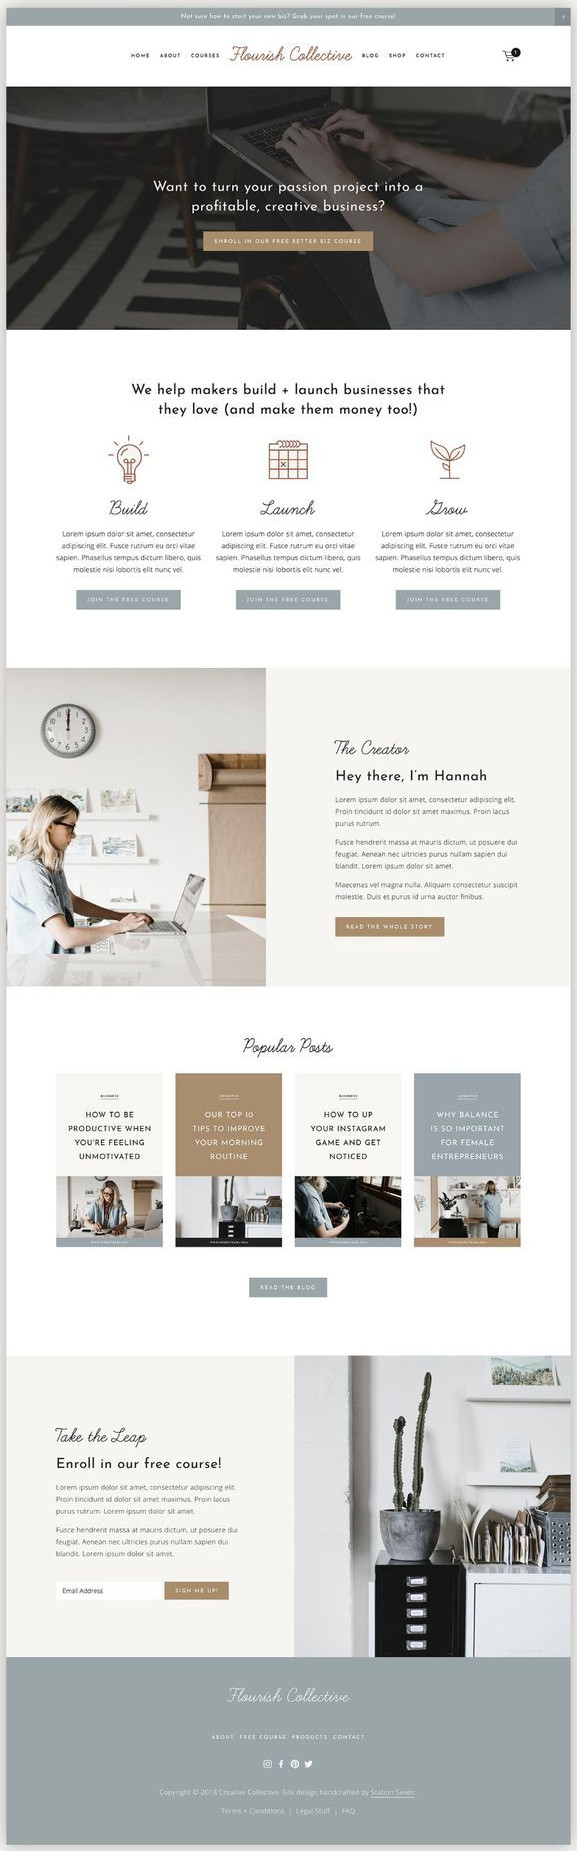 Not sure how to start your new biz? Grab your spot in our free course!
x
HOME ABOUT COURSES Flourish Collective BLOG SHOP CONTACT
Want to turn your passion project into a
profitable, creative business?
ENROLL IN OUR FREE BETTER BIZ COURSE
We help makers build + launch businesses that
they love (and make them money too!)
Build
Lorem ipsum dolor sit amet, consectetur
adipiscing elit. Fusce rutrum eu orci vitae
sapien. Phasellus tempus dictum libero, quis
molestie nisi lobortis elit nunc vel.
JOIN THE FREE COURSE
Launch
Lorem ipsum dolor sit amet, consectetur
adipiscing elit. Fusce rutrum eu orci vitae
sapien. Phasellus tempus dictum libero, quis
molestie nisi lobortis elit nunc vel.
JOIN THE FREE COURSE
Grow
Lorem ipsum dolor sit amet, consectetur
adipiscing elit. Fusce rutrum eu orci vitae
sapien. Phasellus tempus dictum libero, quis
molestie nisi lobortis elit nunc vel.
JOIN THE FREE COURSE
The Creator
Hey there, I'm Hannah
Lorem ipsum dolor sit amet, consectetur adipiscing elit.
Proin tincidunt id dolor sit amet maximus. Proin lacus
purus rutrum.
Fusce hendrerit massa at mauris dictum, ut posuere dui
feugiat. Aenean nec ultricies purus nullam sapien dui
blandit. Lorem ipsum dolor sit amet.
Maecenas vel magna nulla. Aliquam consectetur suscipit
molestie. Duis et purus id urna auctor finibus.
READ THE WHOLE STORY
Popular Posts
BUSINESS
HOW TO BE
PRODUCTIVE WHEN
YOU'RE FEELING
UNMOTIVATED
LIFESTYLE
OUR TOP 10
TIPS TO IMPROVE
YOUR MORNING
ROUTINE
BUSINESS
HOW TO UP
YOUR INSTAGRAM
GAME AND GET
NOTICED
LIFESTYLE
WHY BALANCE
IS SO IMPORTANT
FOR FEMALE
ENTREPRENEURS
READ THE BLOG
Take the Leap
Enroll in our free course!
Lorem ipsum dolor sit amet, consectetur adipiscing elit.
Proin tincidunt id dolor sit amet maximus. Proin lacus
purus rutrum. Lorem ipsum dolor sit amet.
Fusce hendrerit massa at mauris dictum, ut posuere dui
feugiat. Aenean nec ultricies purus nullam sapien dui
blandit. Lorem ipsum dolor sit amet.
Email Address SIGN ME UP!
Flourish Collective
ABOUT FREE COURSE PRODUCTS CONTACT
Copyright © 2018 Creative Collective. Site design handcrafted by Station Seven.
Terms + Conditions | Legal Stuff | FAQ